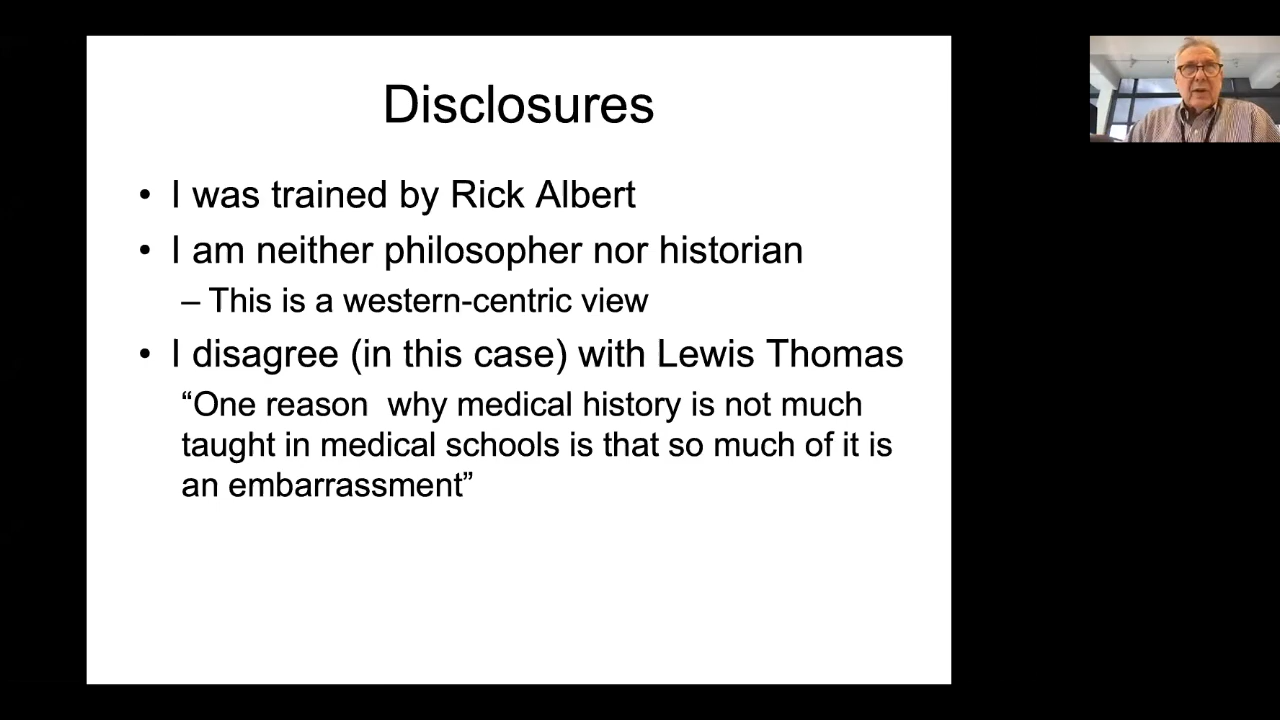 Disclosures
• I was trained by Rick Albert
• I am neither philosopher nor historian
– This is a western-centric view
• I disagree (in this case) with Lewis Thomas
“One reason  why medical history is not much
taught in medical schools is that so much of it is
an embarrassment”